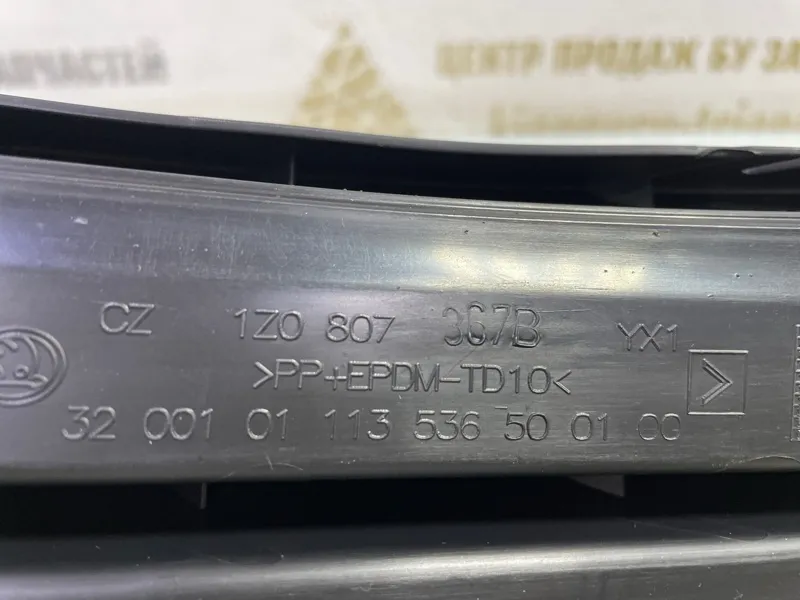 ЦЕНТР ПРОДАЖ БУ ЗА
CZ 1Z0 807 367B YX1
>PP+EPDM-TD10<
32 001 01 113 536 50 01 00